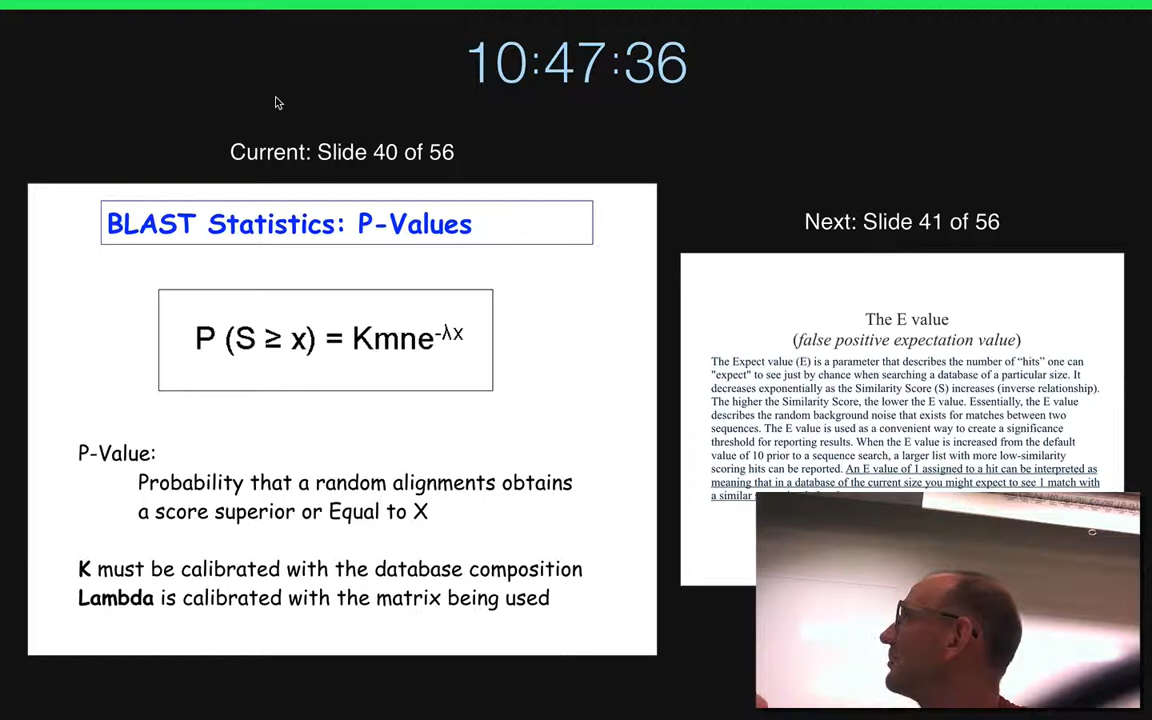 10:47:36
Current: Slide 40 of 56
BLAST Statistics: P-Values
P (S ≥ x) = Kmne-λx
P-Value:
Probability that a random alignments obtains
a score superior or Equal to X
K must be calibrated with the database composition
Lambda is calibrated with the matrix being used
Next: Slide 41 of 56
The E value
(false positive expectation value)
The Expect value (E) is a parameter that describes the number of “hits” one can
"expect" to see just by chance when searching a database of a particular size. It
decreases exponentially as the Similarity Score (S) increases (inverse relationship).
The higher the Similarity Score, the lower the E value. Essentially, the E value
describes the random background noise that exists for matches between two
sequences. The E value is used as a convenient way to create a significance
threshold for reporting results. When the E value is increased from the default
value of 10 prior to a sequence search, a larger list with more low-similarity
scoring hits can be reported. An E value of 1 assigned to a hit can be interpreted as
meaning that in a database of the current size you might expect to see 1 match with
a similar